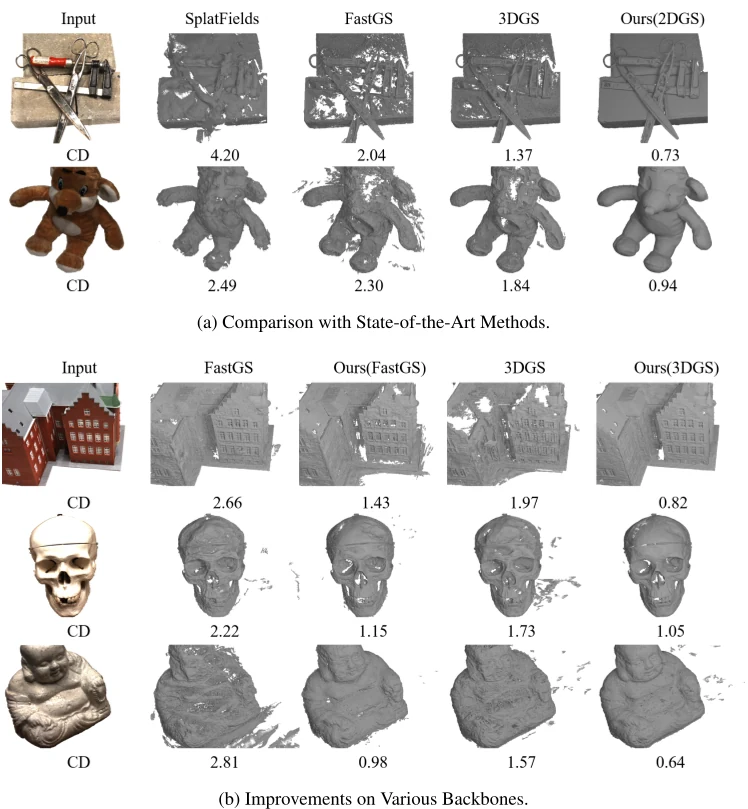 Input SplatFields FastGS 3DGS Ours(2DGS)
CD 4.20 2.04 1.37 0.73
CD 2.49 2.30 1.84 0.94
(a) Comparison with State-of-the-Art Methods.
Input FastGS Ours(FastGS) 3DGS Ours(3DGS)
CD 2.66 1.43 1.97 0.82
CD 2.22 1.15 1.73 1.05
CD 2.81 0.98 1.57 0.64
(b) Improvements on Various Backbones.